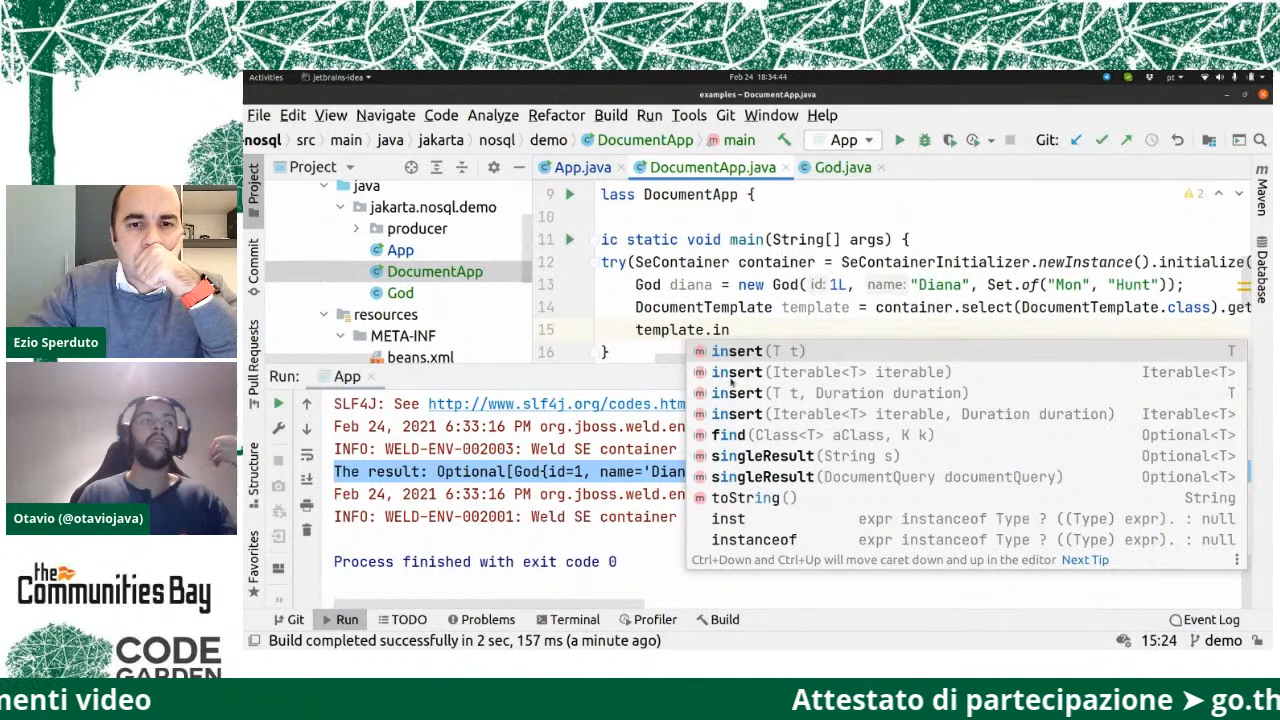 Activities
jetbrains-idea
Feb 24 18:34:44
pt
examples – DocumentApp.java
File Edit View Navigate Code Analyze Refactor Build Run Tools Git Window Help
nosql src main java jakarta nosql demo DocumentApp main
App
Git:
Project
App.java
DocumentApp.java
God.java
Project
Commit
Pull Requests
Structure
Favorites
Maven
Database
java
jakarta.nosql.demo
producer
App
DocumentApp
God
resources
META-INF
beans.xml
9 lass DocumentApp {
2
10
11 ic static void main(String[] args) {
12 try(SeContainer container = SeContainerInitializer.newInstance().initialize(
13 God diana = new God( id: 1L, name: "Diana", Set.of("Mon", "Hunt"));
14 DocumentTemplate template = container.select(DocumentTemplate.class).get
15 template.in
16 }
insert(T t) T
insert(Iterable<T> iterable) Iterable<T>
insert(T t, Duration duration) T
insert(Iterable<T> iterable, Duration duration) Iterable<T>
find(Class<T> aClass, K k) Optional<T>
singleResult(String s) Optional<T>
singleResult(DocumentQuery documentQuery) Optional<T>
toString() String
inst expr instanceof Type ? ((Type) expr). : null
instanceof expr instanceof Type ? ((Type) expr). : null
Ctrl+Down and Ctrl+Up will move caret down and up in the editor Next Tip
Run: App
SLF4J: See http://www.slf4j.org/codes.htm
Feb 24, 2021 6:33:16 PM org.jboss.weld.en
INFO: WELD-ENV-002003: Weld SE container
The result: Optional[God{id=1, name='Dian
Feb 24, 2021 6:33:16 PM org.jboss.weld.en
INFO: WELD-ENV-002001: Weld SE container
Process finished with exit code 0
Git Run TODO Problems Terminal Profiler Build
Event Log
Build completed successfully in 2 sec, 157 ms (a minute ago)
15:24
demo
Ezio Sperduto
Otavio (@otaviojava)
the
Communities Bay
CODE
GARDEN
menti video
Attestato di partecipazione ➤ go.th